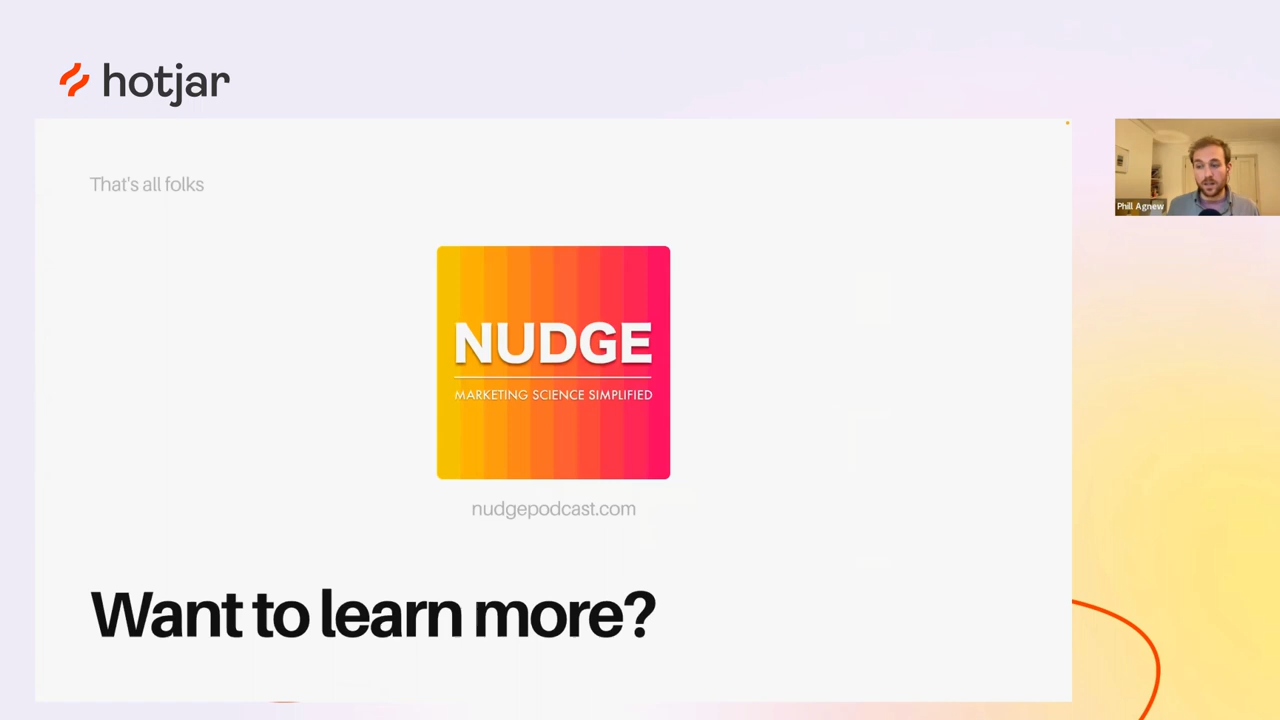 hotjar
That's all folks
Phill Agnew
NUDGE
MARKETING SCIENCE SIMPLIFIED
nudgepodcast.com
Want to learn more?